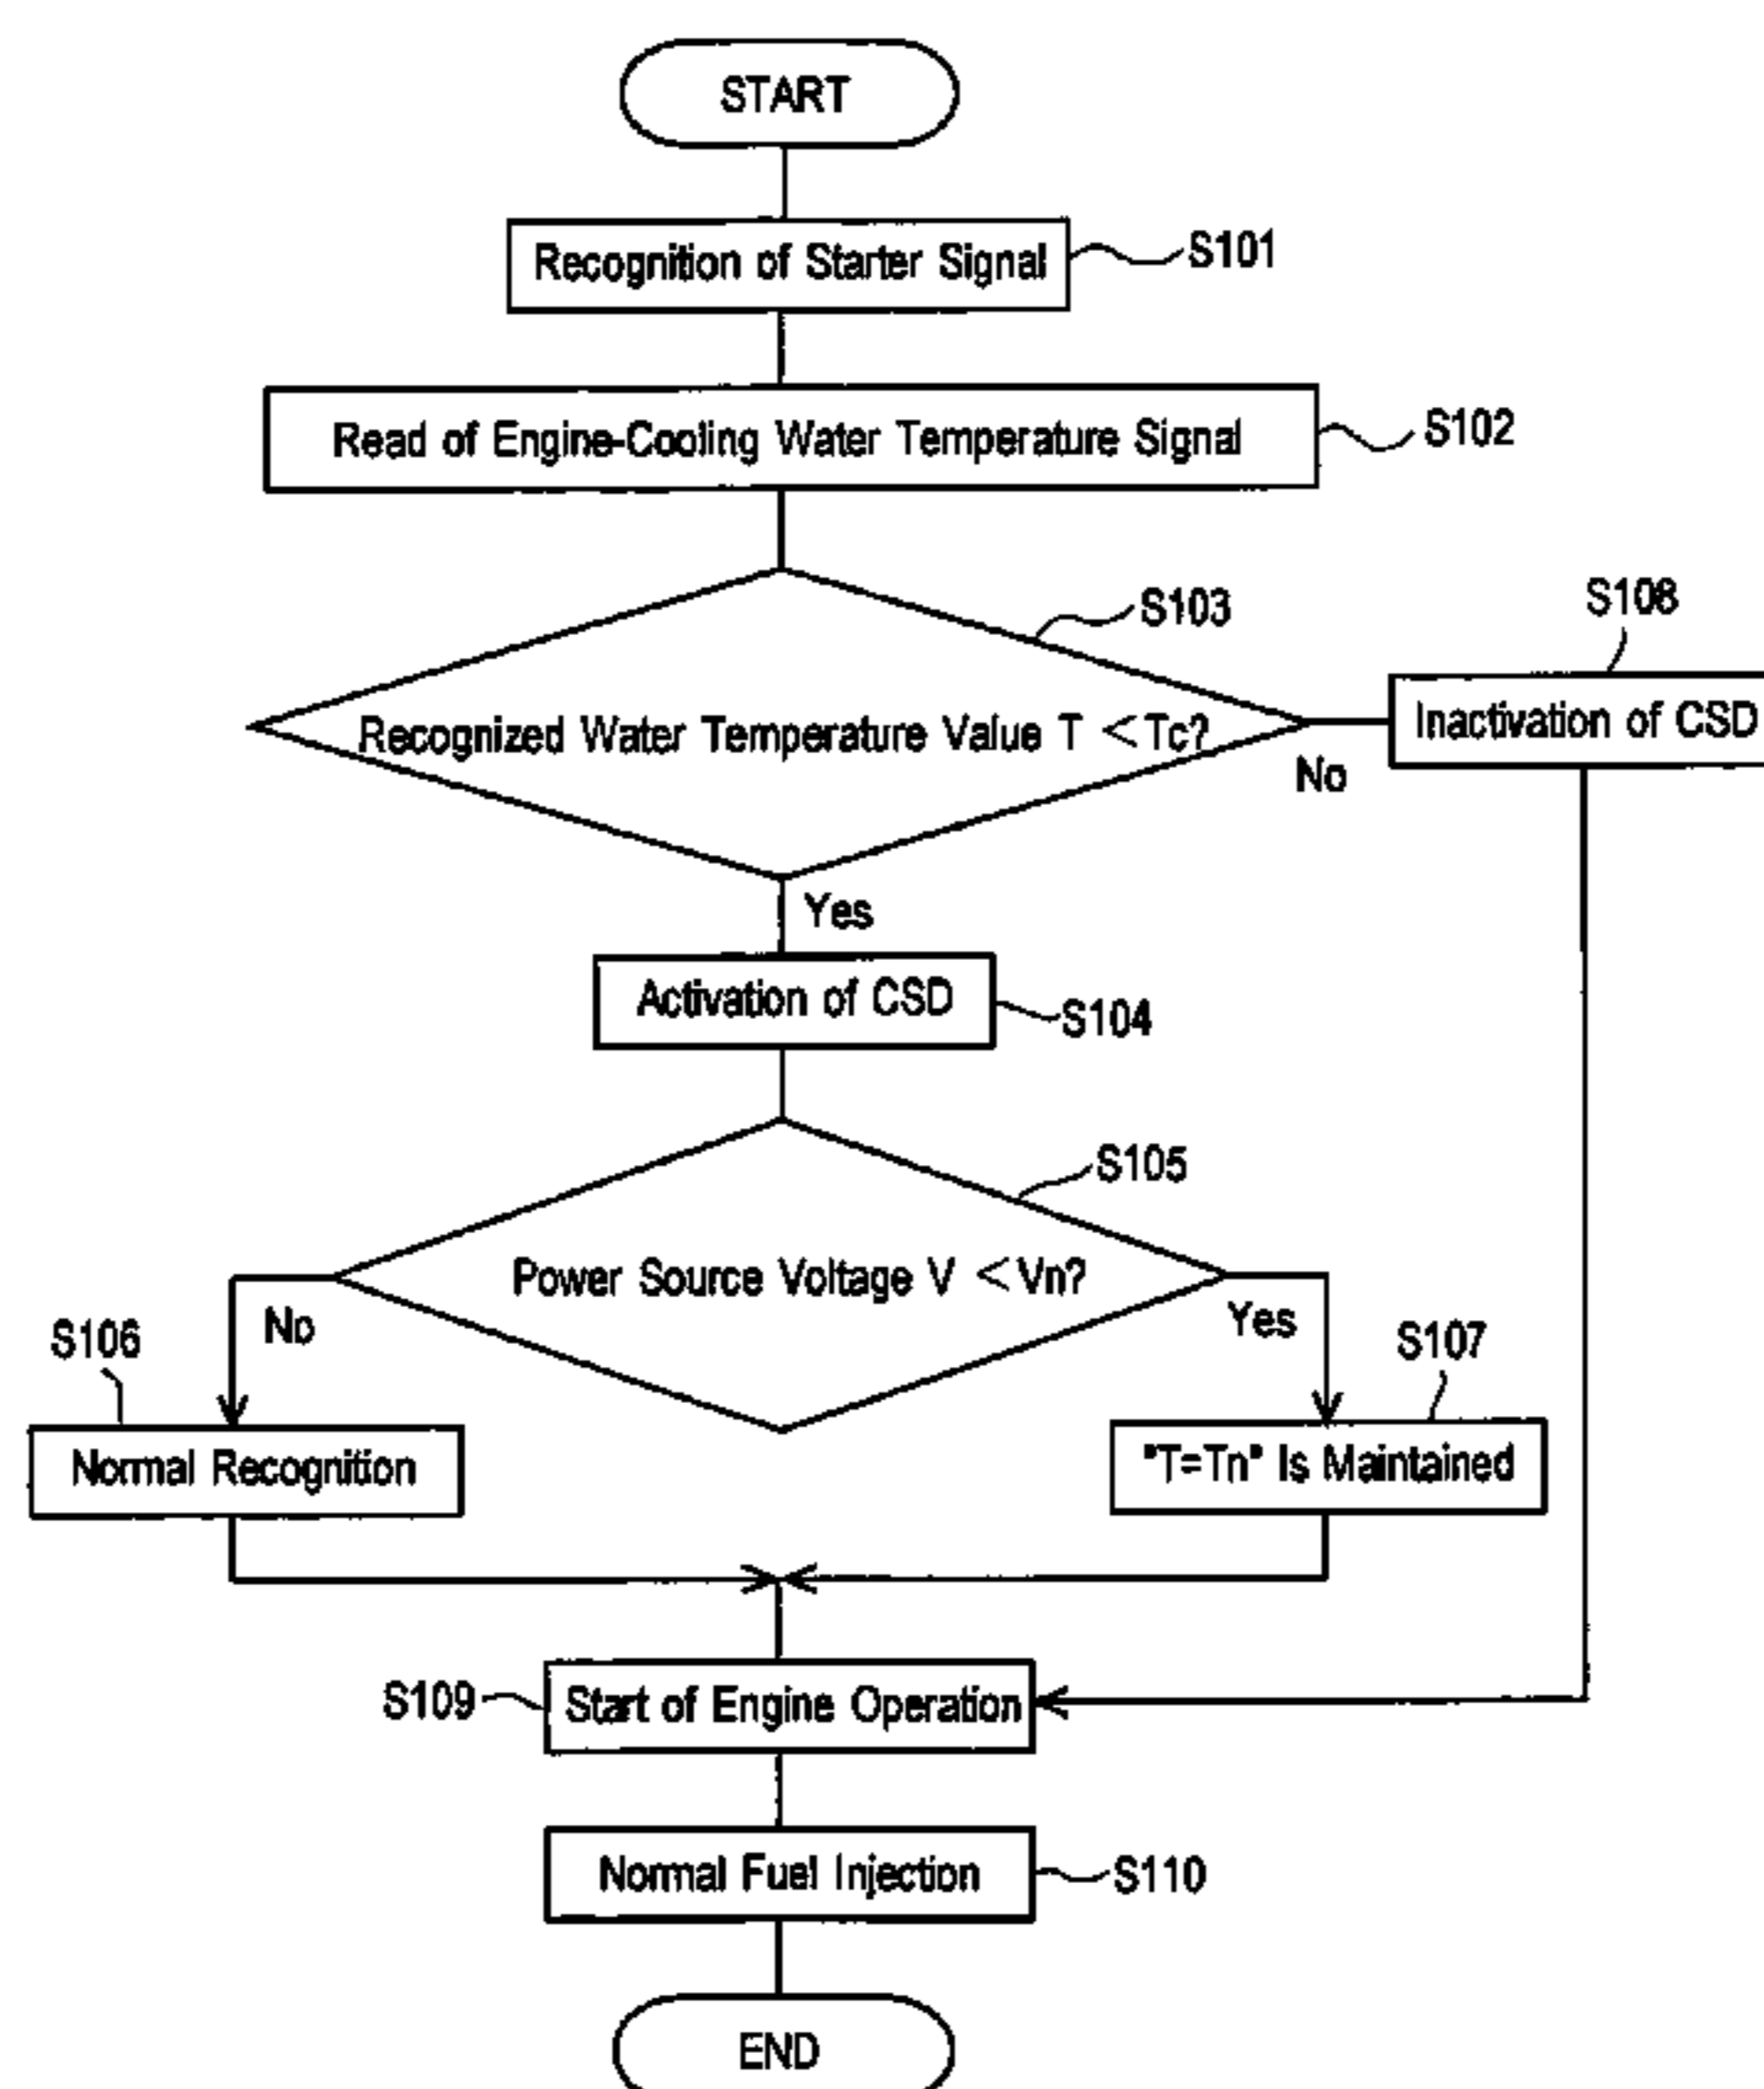 START
Recognition of Starter Signal
S101
Read of Engine-Cooling Water Temperature Signal
S102
S103
S108
Recognized Water Temperature Value T <Tc?
Inactivation of CSD
No
Yes
Activation of CSD
S104
S105
Power Source Voltage V <Vn?
No
Yes
S106
S107
Normal Recognition
"T=Tn" Is Maintained
S109
Start of Engine Operation
Normal Fuel Injection
S110
END